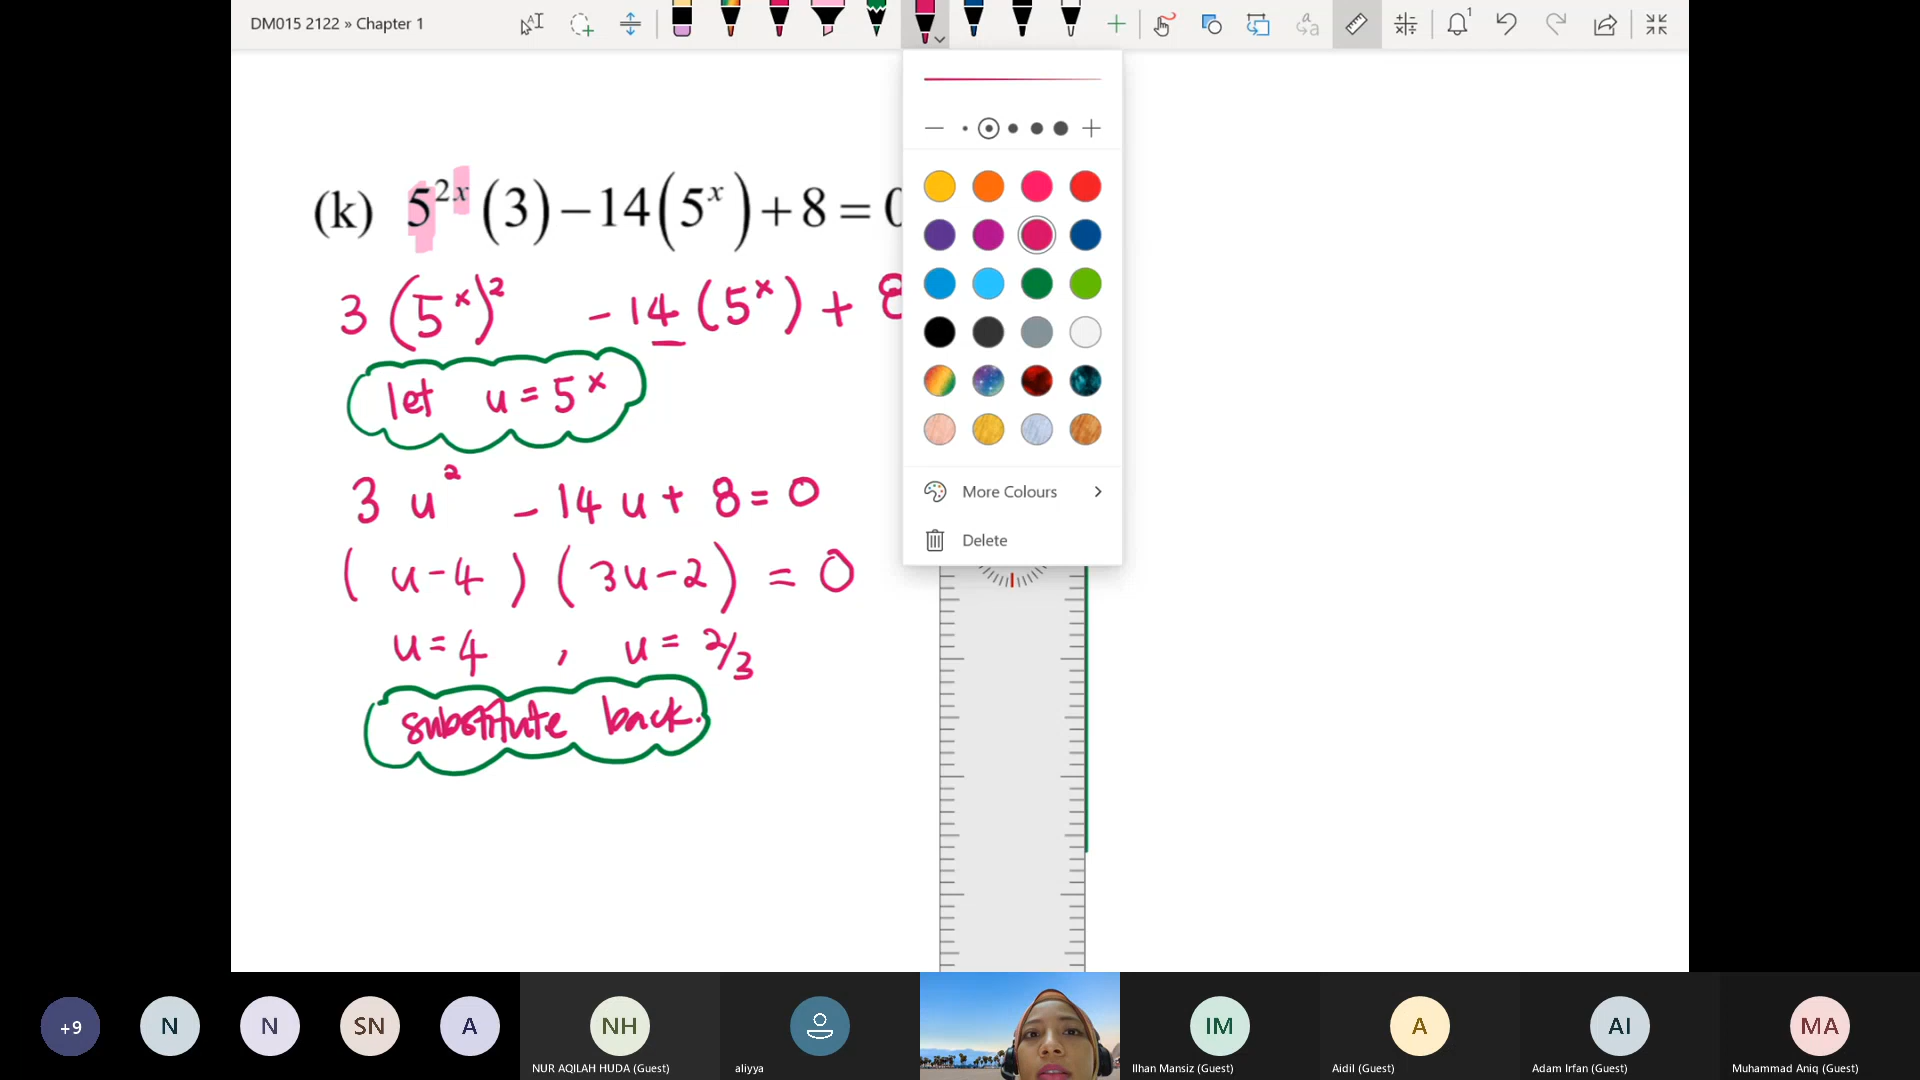 DM015 2122 » Chapter 1
(k) 5^{2x}(3)−14(5^x)+8=0
3(5^x)^2 −14(5^x)+8
let u=5^x
3u^2 −14u+8=0
(u−4)(3u−2)=0
u=4, u=2/3
substitute back.
More Colours
Delete
+9
N
N
SN
A
NH
NUR AQILAH HUDA (Guest)
aliyya
IM
Ilhan Mansiz (Guest)
A
Aidil (Guest)
AI
Adam Irfan (Guest)
MA
Muhammad Aniq (Guest)